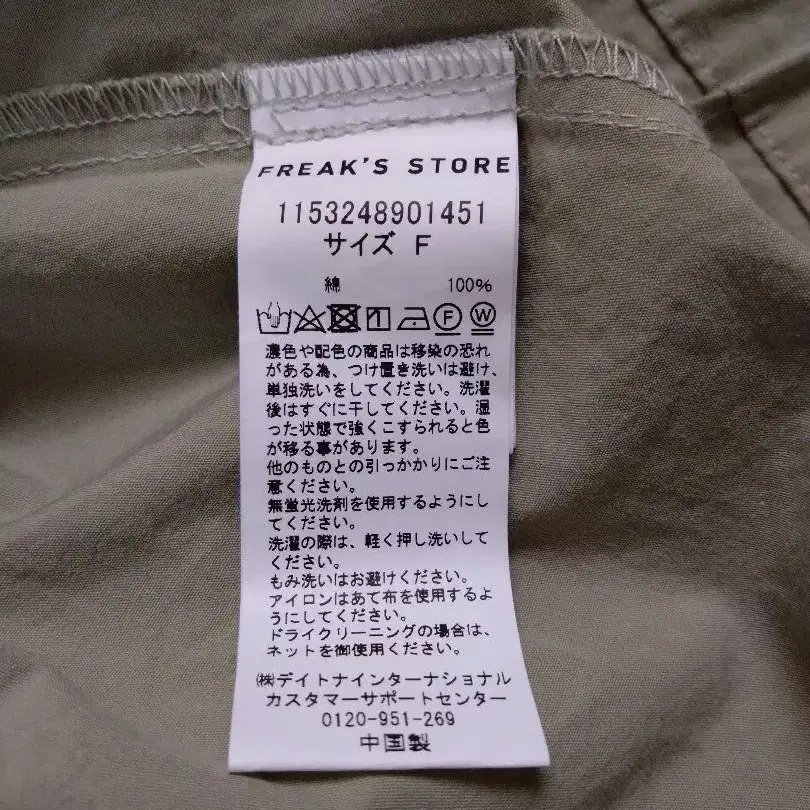 FREAK'S STORE
1153248901451
サイズ F
綿 100%
F W
濃色や配色の商品は移染の恐れ
がある為、つけ置き洗いは避け、
単独洗いをしてください。洗濯
後はすぐに干してください。湿
った状態で強くこすられると色
が移る事があります。
他のものとの引っかかりにご注
意ください。
無蛍光洗剤を使用するようにし
てください。
洗濯の際は、軽く押し洗いして
ください。
もみ洗いはお避けください。
アイロンはあて布を使用するよ
うにしてください。
ドライクリーニングの場合は、
ネットを御使用ください。
㈱デイトナインターナショナル
カスタマーサポートセンター
0120-951-269
中国製